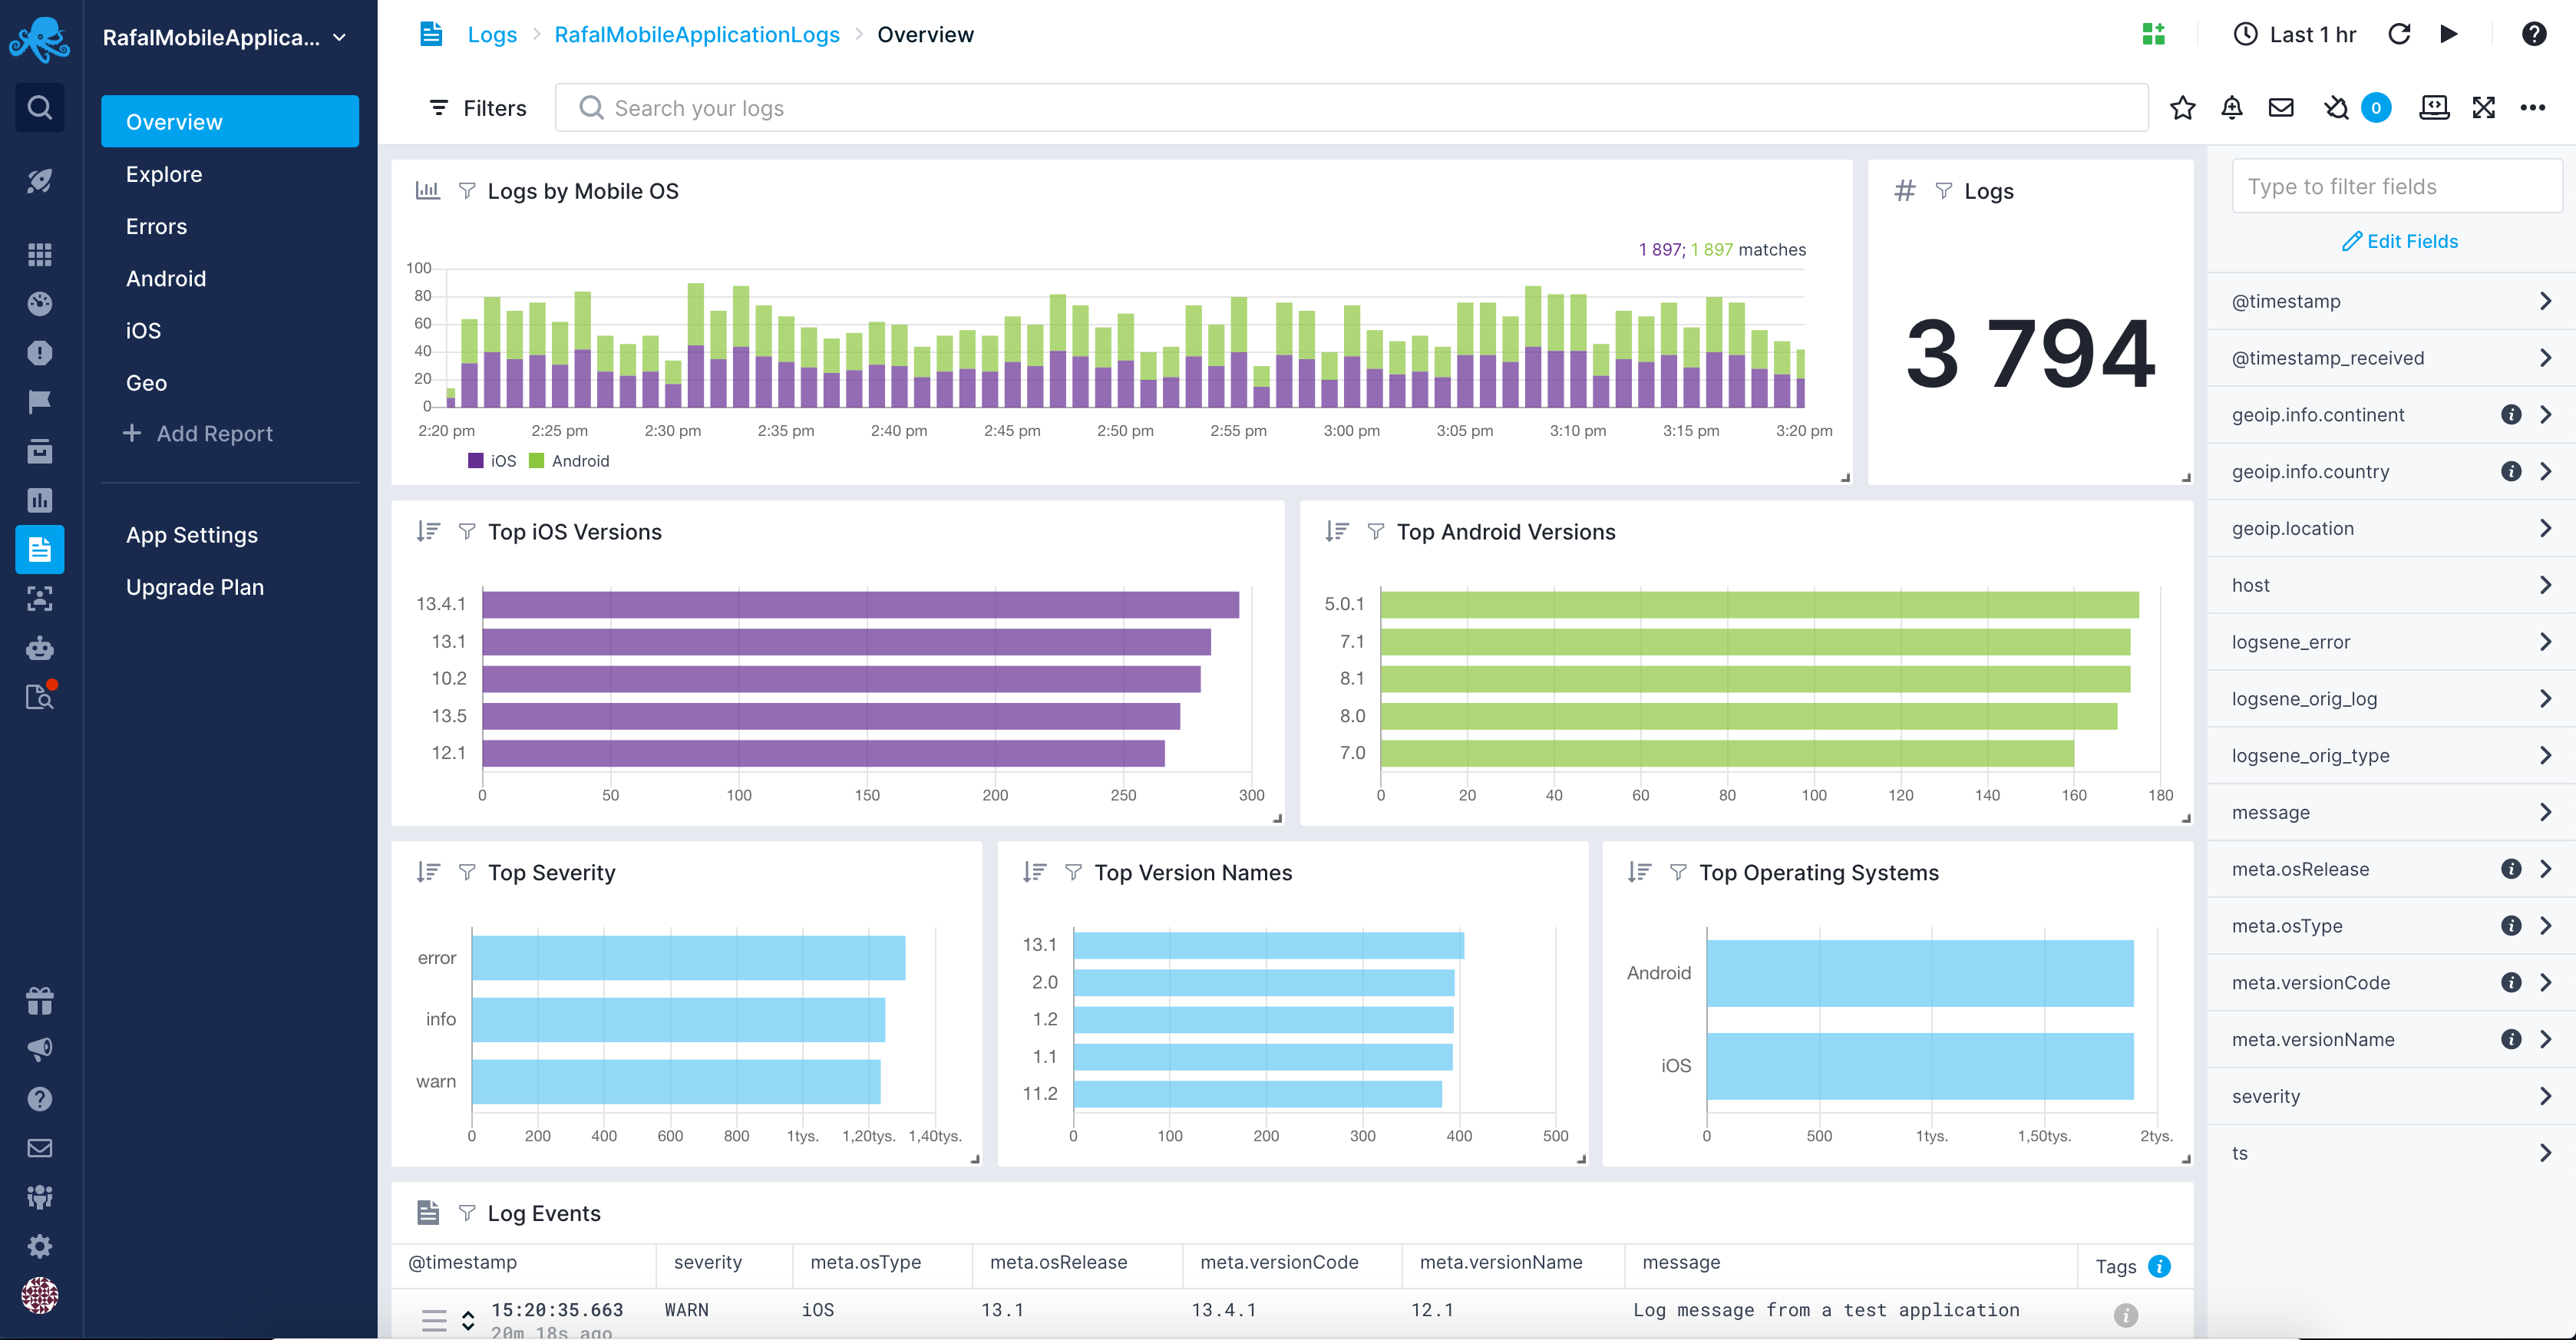 RafalMobileApplica...
Overview
Explore
Errors
Android
iOS
Geo
+ Add Report
App Settings
Upgrade Plan
Logs > RafalMobileApplicationLogs > Overview
Last 1 hr
Filters
Search your logs
0
Logs by Mobile OS
1 897; 1 897 matches
100
80
60
40
20
0
2:20 pm 2:25 pm 2:30 pm 2:35 pm 2:40 pm 2:45 pm 2:50 pm 2:55 pm 3:00 pm 3:05 pm 3:10 pm 3:15 pm 3:20 pm
iOS Android
# Logs
3 794
Top iOS Versions
13.4.1
13.1
10.2
13.5
12.1
0 50 100 150 200 250 300
Top Android Versions
5.0.1
7.1
8.1
8.0
7.0
0 20 40 60 80 100 120 140 160 180
Top Severity
error
info
warn
0 200 400 600 800 1tys. 1,20tys. 1,40tys.
Top Version Names
13.1
2.0
1.2
1.1
11.2
0 100 200 300 400 500
Top Operating Systems
Android
iOS
0 500 1tys. 1,50tys. 2tys.
Log Events
@timestamp severity meta.osType meta.osRelease meta.versionCode meta.versionName message Tags
15:20:35.663 WARN iOS 13.1 13.4.1 12.1 Log message from a test application
20m 18s ago
Type to filter fields
Edit Fields
@timestamp
@timestamp_received
geoip.info.continent
geoip.info.country
geoip.location
host
logsene_error
logsene_orig_log
logsene_orig_type
message
meta.osRelease
meta.osType
meta.versionCode
meta.versionName
severity
ts